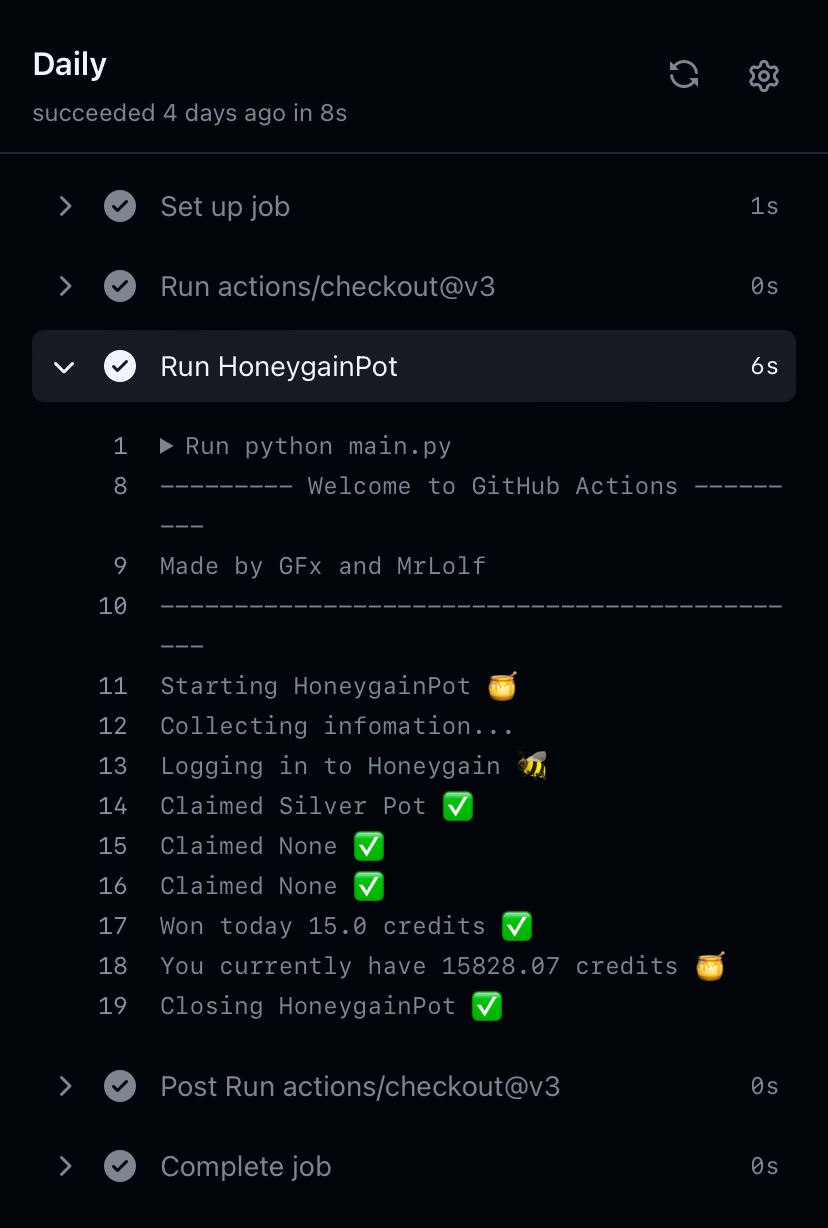 Daily
succeeded 4 days ago in 8s
Set up job 1s
Run actions/checkout@v3 0s
Run HoneygainPot 6s
1 ▶ Run python main.py
8 ––––––––– Welcome to GitHub Actions ––––––
–––
9 Made by GFx and MrLolf
10 ––––––––––––––––––––––––––––––––––––––––––
–––
11 Starting HoneygainPot 🍯
12 Collecting infomation...
13 Logging in to Honeygain 🐝
14 Claimed Silver Pot ✅
15 Claimed None ✅
16 Claimed None ✅
17 Won today 15.0 credits ✅
18 You currently have 15828.07 credits 🍯
19 Closing HoneygainPot ✅
Post Run actions/checkout@v3 0s
Complete job 0s